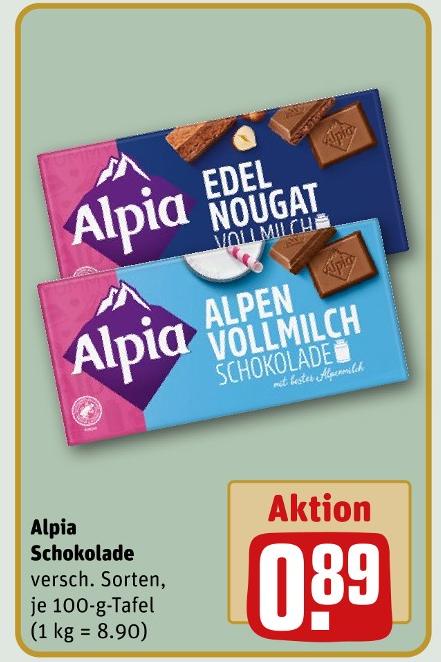 Alpia
EDEL
NOUGAT
VOLLMILCH
Alpia
ALPEN
VOLLMILCH
SCHOKOLADE
mit bester Alpenmilch
Alpia
Schokolade
versch. Sorten,
je 100-g-Tafel
(1 kg = 8.90)
Aktion
0.89